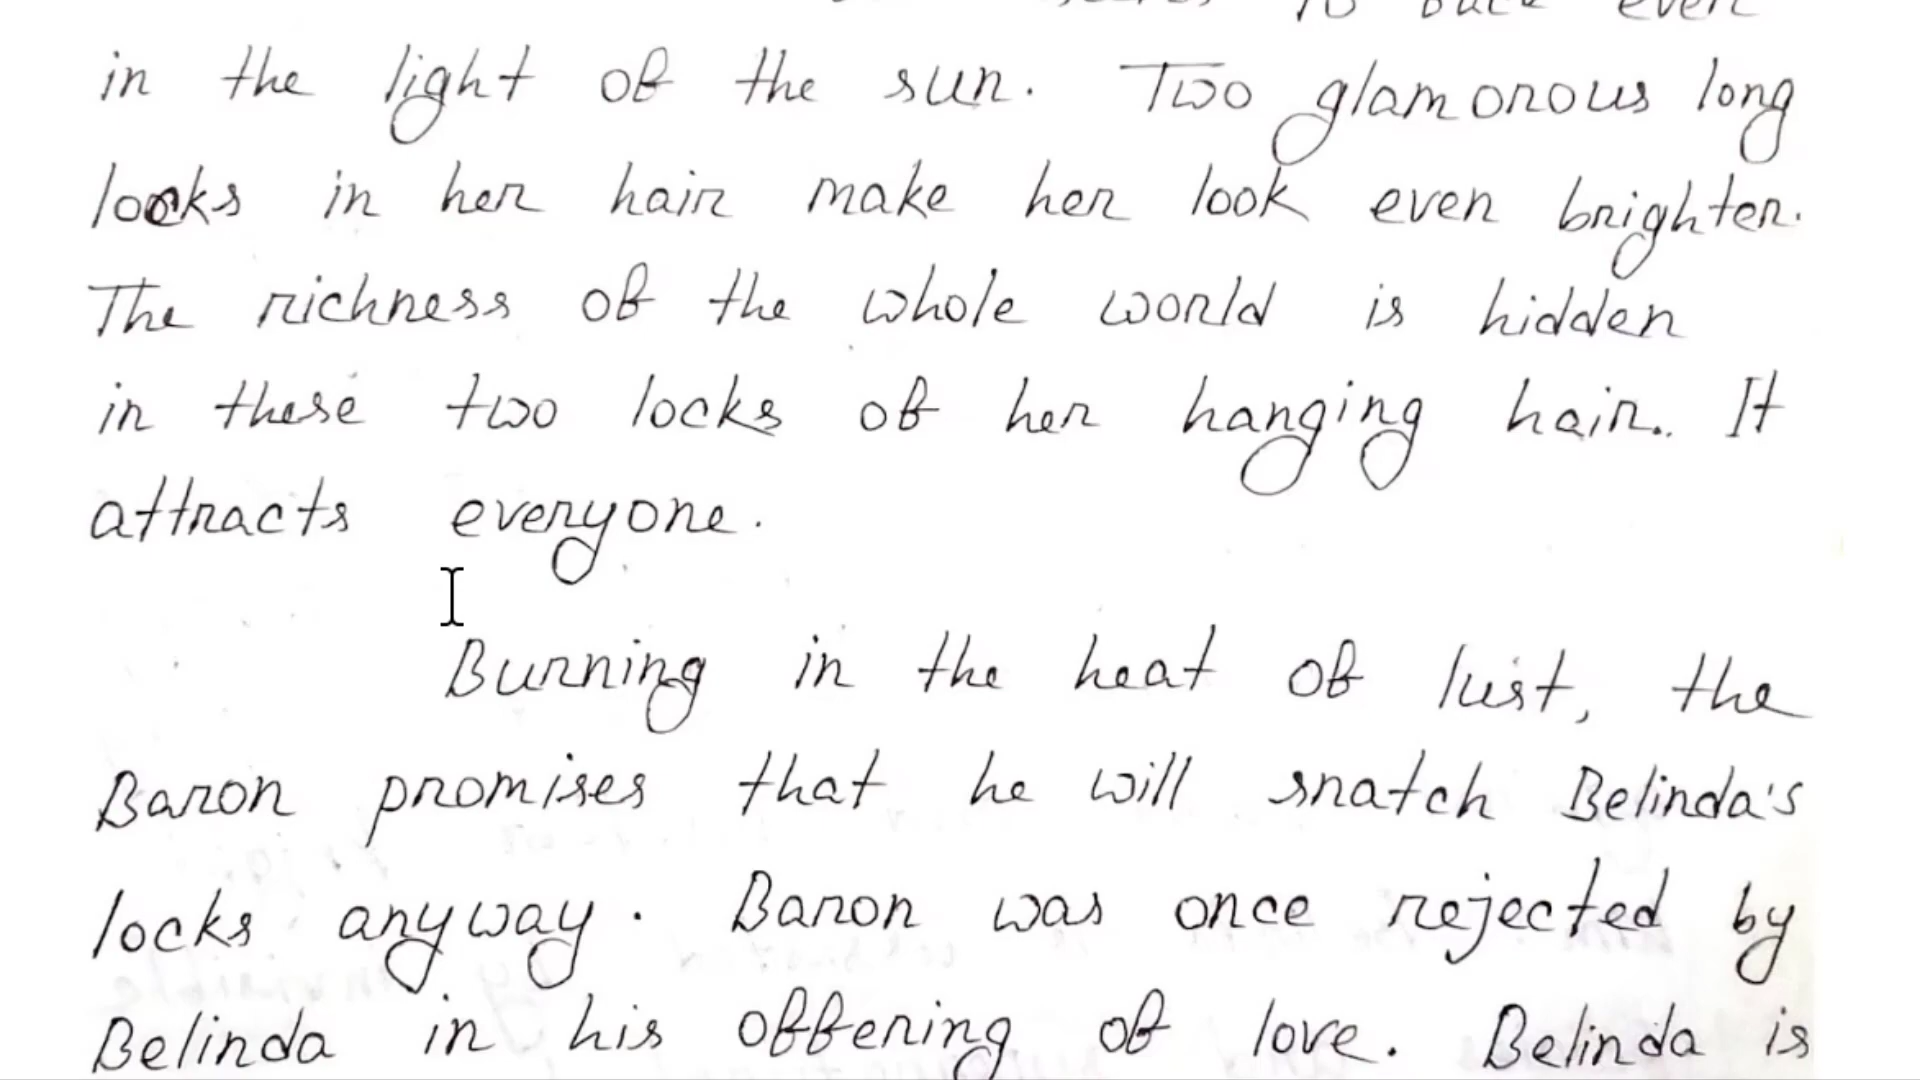 in the light of the sun. Two glamorous long
locks in her hair make her look even brighter.
The richness of the whole world is hidden
in these two locks of her hanging hair. It
attracts everyone.
Burning in the heat of lust, the
Baron promises that he will snatch Belinda's
locks anyway. Baron was once rejected by
Belinda in his offering of love. Belinda is